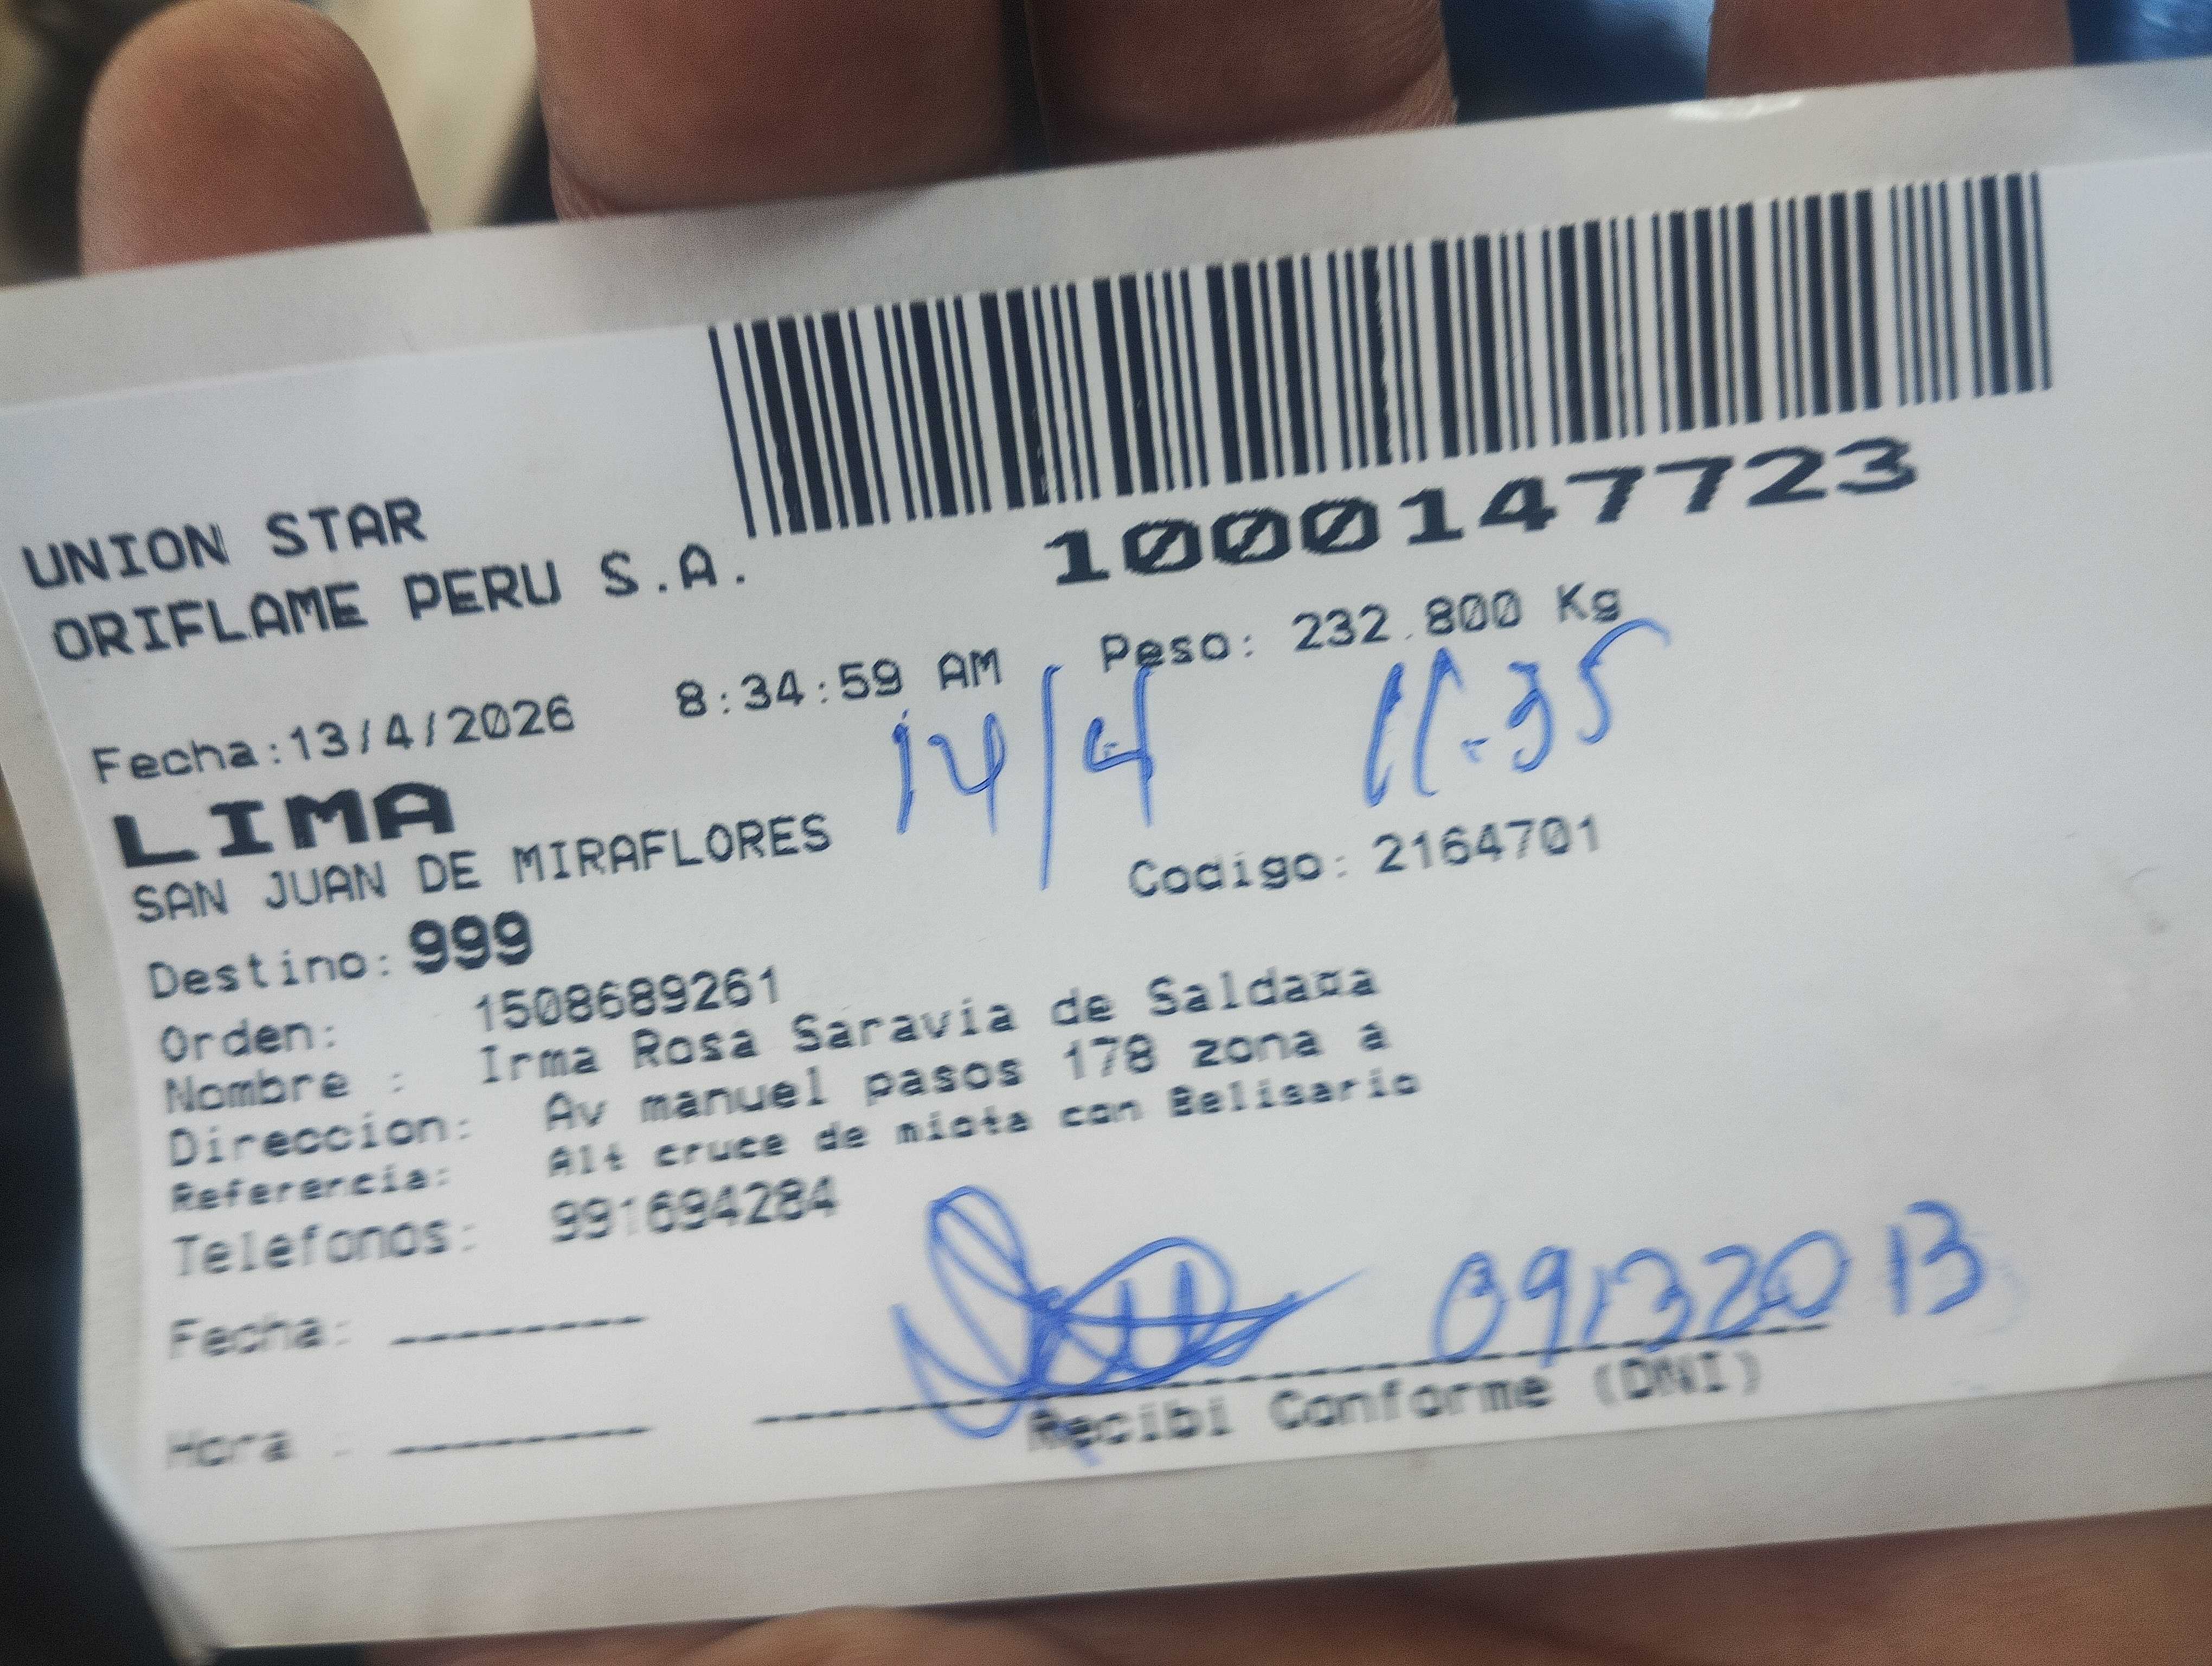 1000147723
UNION STAR
ORIFLAME PERU S.A.
Fecha:13/4/2026 8:34:59 AM Peso: 232.800 Kg
14/4 11:35
LIMA
SAN JUAN DE MIRAFLORES Codigo: 2164701
Destino: 999
Orden: 1508689261
Nombre : Irma Rosa Saravia de Saldaña
Direccion: Av manuel pasos 178 zona a
Referencia: Alt cruce de miota con Belisario
Telefonos: 991694284
Fecha: --------
Hora : --------
Recibi Conforme (DNI)